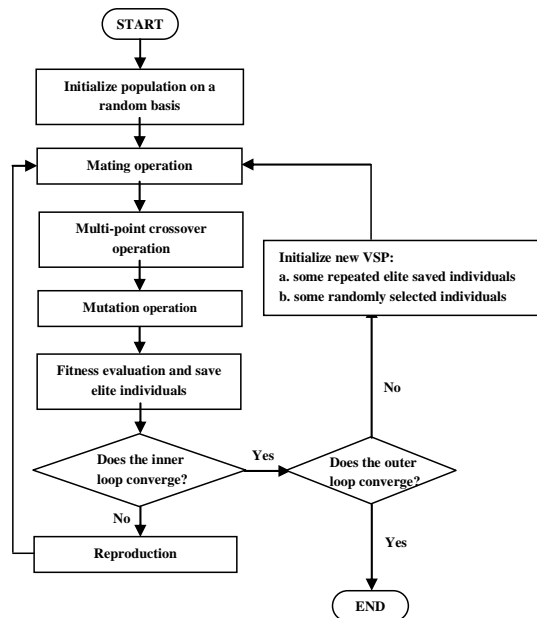 START
Initialize population on a
random basis
Mating operation
Multi-point crossover
operation
Mutation operation
Fitness evaluation and save
elite individuals
Does the inner
loop converge?
Yes
No
Reproduction
Initialize new VSP:
a. some repeated elite saved individuals
b. some randomly selected individuals
No
Does the outer
loop converge?
Yes
END